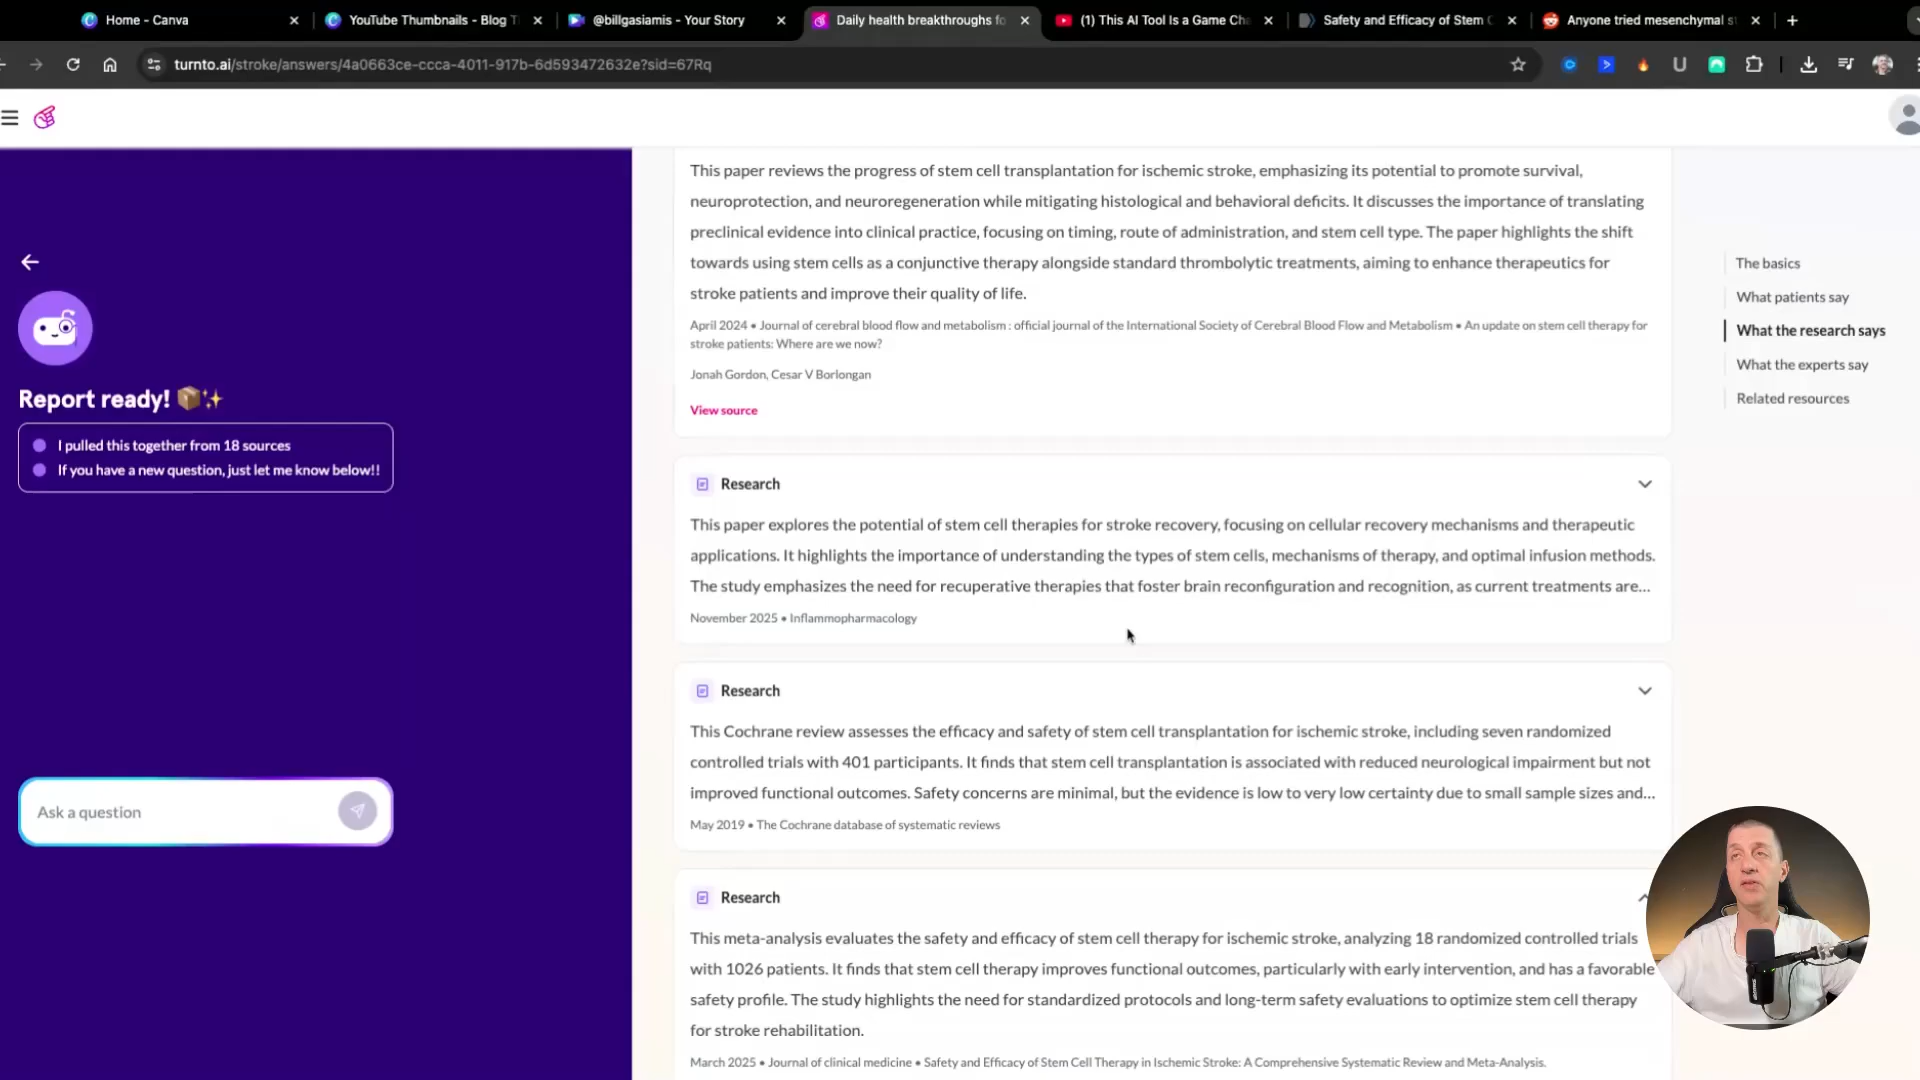 Home - Canva
YouTube Thumbnails - Blog T
@billgasiamis - Your Story
Daily health breakthroughs fo
(1) This AI Tool Is a Game Cha
Safety and Efficacy of Stem C
Anyone tried mesenchymal s
turnto.ai/stroke/answers/4a0663ce-ccca-4011-917b-6d593472632e?sid=67Rq
Report ready!
I pulled this together from 18 sources
If you have a new question, just let me know below!!
Ask a question
This paper reviews the progress of stem cell transplantation for ischemic stroke, emphasizing its potential to promote survival,
neuroprotection, and neuroregeneration while mitigating histological and behavioral deficits. It discusses the importance of translating
preclinical evidence into clinical practice, focusing on timing, route of administration, and stem cell type. The paper highlights the shift
towards using stem cells as a conjunctive therapy alongside standard thrombolytic treatments, aiming to enhance therapeutics for
stroke patients and improve their quality of life.
April 2024 • Journal of cerebral blood flow and metabolism : official journal of the International Society of Cerebral Blood Flow and Metabolism • An update on stem cell therapy for
stroke patients: Where are we now?
Jonah Gordon, Cesar V Borlongan
View source
Research
This paper explores the potential of stem cell therapies for stroke recovery, focusing on cellular recovery mechanisms and therapeutic
applications. It highlights the importance of understanding the types of stem cells, mechanisms of therapy, and optimal infusion methods.
The study emphasizes the need for recuperative therapies that foster brain reconfiguration and recognition, as current treatments are...
November 2025 • Inflammopharmacology
Research
This Cochrane review assesses the efficacy and safety of stem cell transplantation for ischemic stroke, including seven randomized
controlled trials with 401 participants. It finds that stem cell transplantation is associated with reduced neurological impairment but not
improved functional outcomes. Safety concerns are minimal, but the evidence is low to very low certainty due to small sample sizes and...
May 2019 • The Cochrane database of systematic reviews
Research
This meta-analysis evaluates the safety and efficacy of stem cell therapy for ischemic stroke, analyzing 18 randomized controlled trials
with 1026 patients. It finds that stem cell therapy improves functional outcomes, particularly with early intervention, and has a favorable
safety profile. The study highlights the need for standardized protocols and long-term safety evaluations to optimize stem cell therapy
for stroke rehabilitation.
March 2025 • Journal of clinical medicine • Safety and Efficacy of Stem Cell Therapy in Ischemic Stroke: A Comprehensive Systematic Review and Meta-Analysis.
The basics
What patients say
What the research says
What the experts say
Related resources